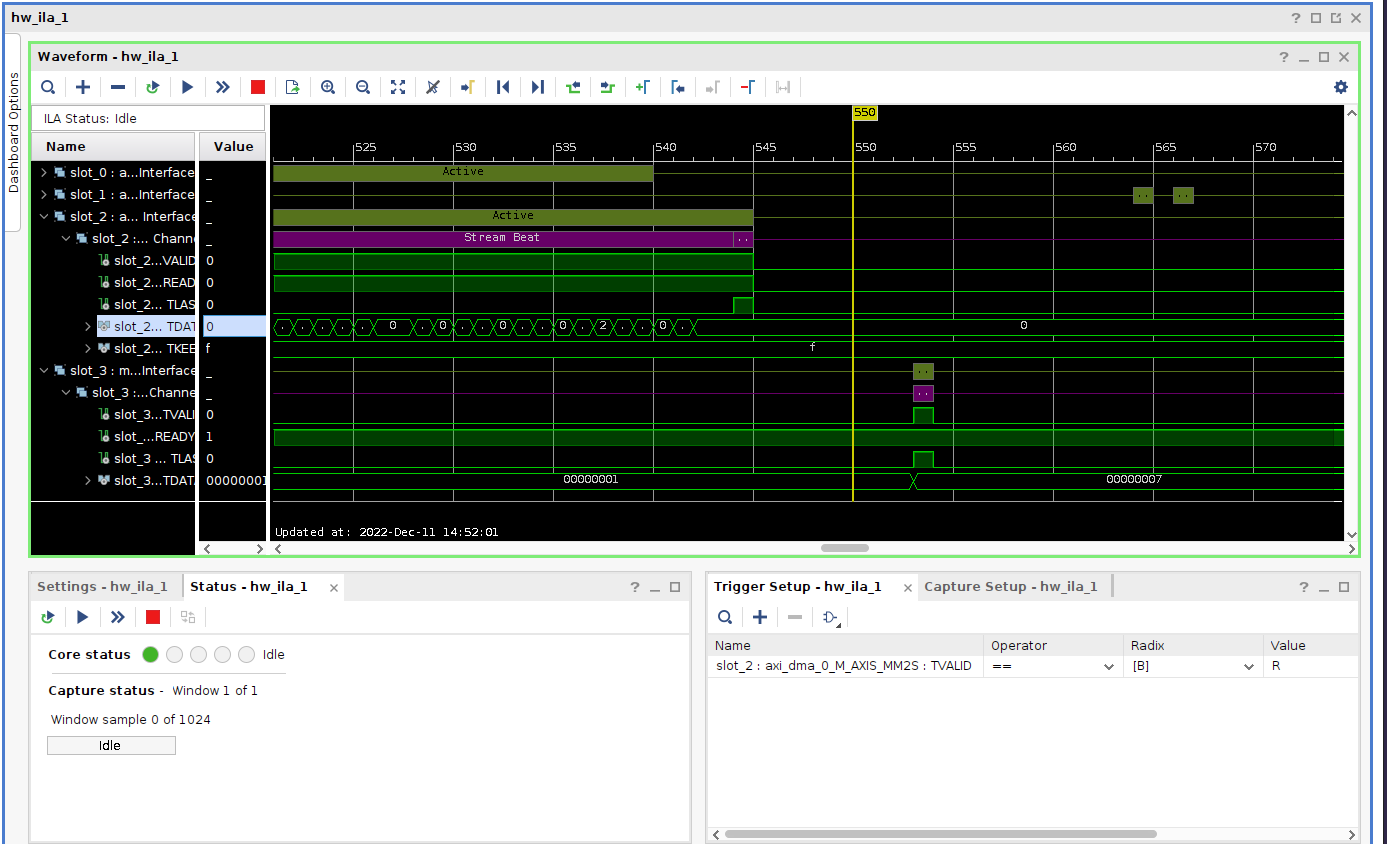 hw_ila_1
Dashboard Options
Waveform - hw_ila_1
ILA Status: Idle
Name Value
550
525 530 535 540 545 550 555 560 565 570
slot_0 : a...Interface _ Active
slot_1 : a...Interface _ .. ..
slot_2 : a... Interface _ Active
slot_2 :... Chann _ Stream Beat ..
slot_2...VALID 0
slot_2...READ 0
slot_2... TLAS 0
slot_2... TDAT 0 . . . . . 0 . 0 . . 0 . . 0 . 2 . . 0 . . 0
slot_2... TKEE f f
slot_3 : m...Interface _ ..
slot_3 :...Channe _ ..
slot_3...TVALI 0
slot_...READY 1
slot_3 ... TLAS 0
slot_3...TDAT. 00000001 00000001 00000007
Updated at: 2022-Dec-11 14:52:01
Settings - hw_ila_1 Status - hw_ila_1
Core status Idle
Capture status - Window 1 of 1
Window sample 0 of 1024
Idle
Trigger Setup - hw_ila_1 Capture Setup - hw_ila_1
Name Operator Radix Value
slot_2 : axi_dma_0_M_AXIS_MM2S : TVALID == [B] R